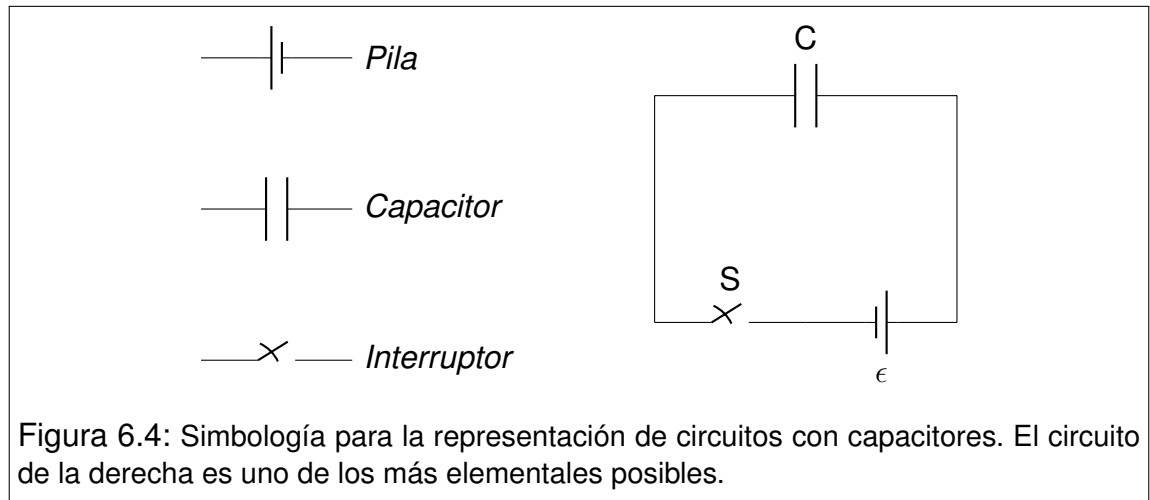 Pila
Capacitor
Interruptor
C
S
ϵ
Figura 6.4: Simbología para la representación de circuitos con capacitores. El circuito
de la derecha es uno de los más elementales posibles.